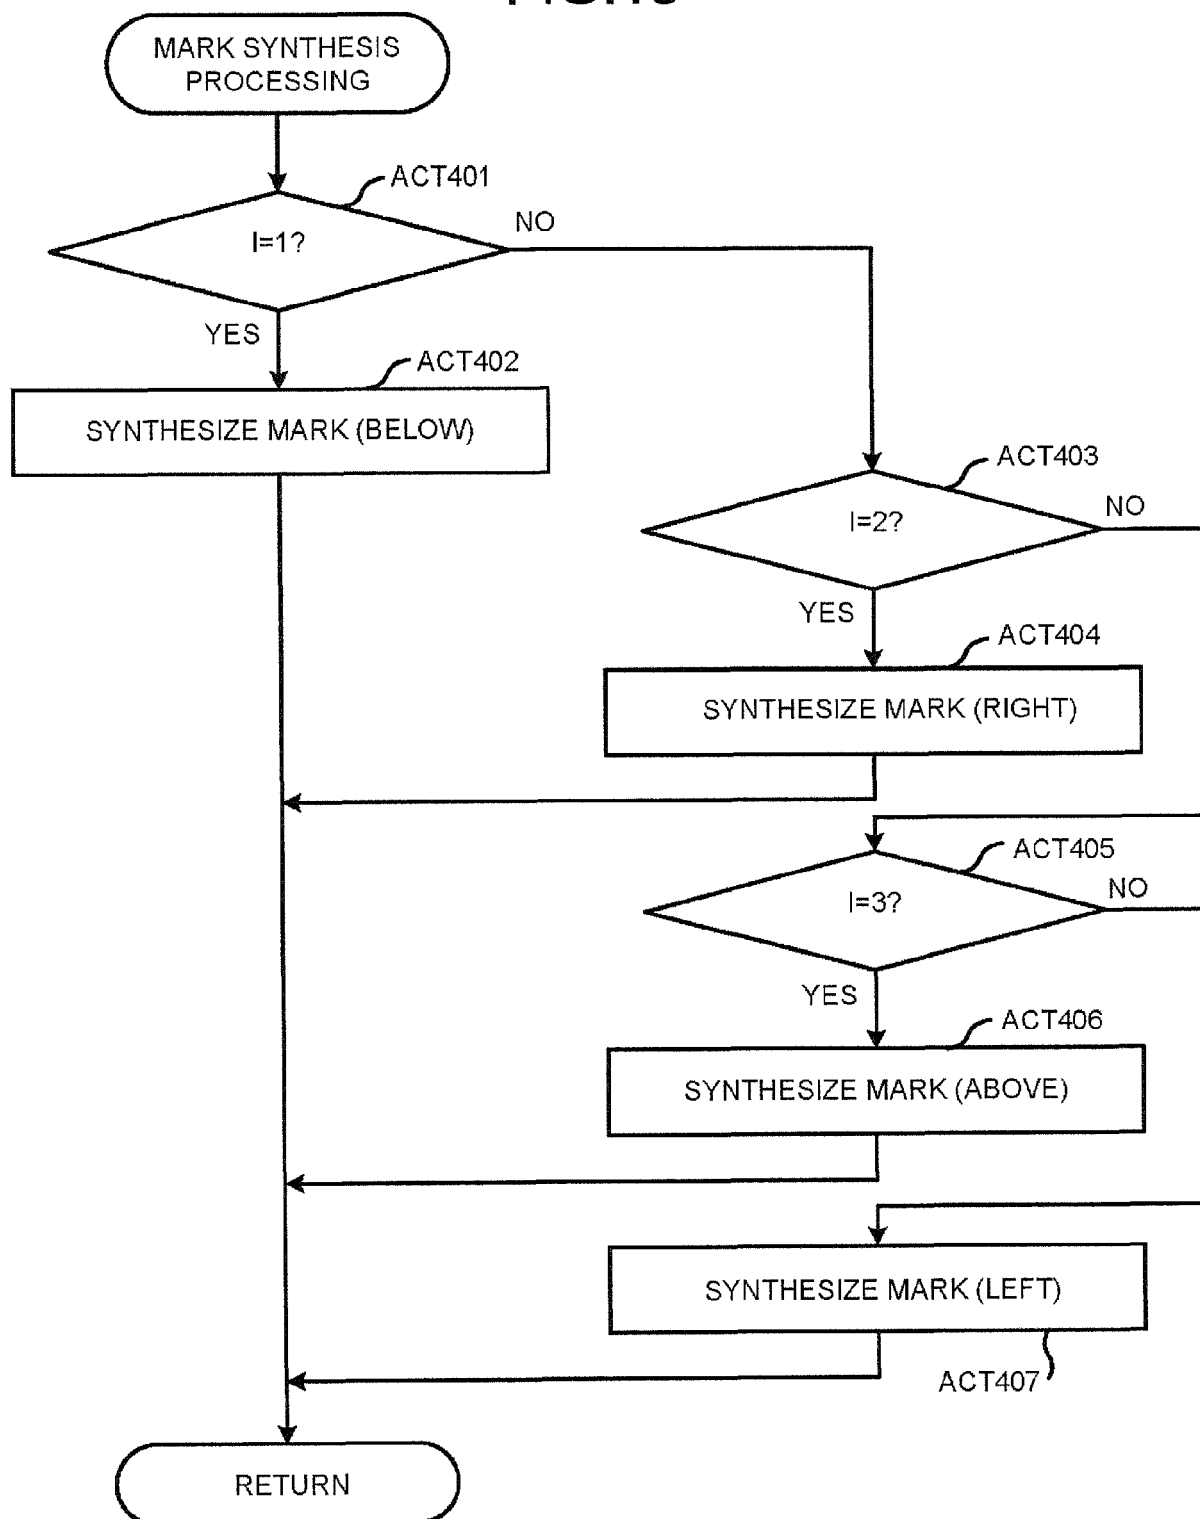 MARK SYNTHESIS
PROCESSING
ACT401
I=1?
NO
YES
ACT402
SYNTHESIZE MARK (BELOW)
ACT403
I=2?
NO
YES
ACT404
SYNTHESIZE MARK (RIGHT)
ACT405
I=3?
NO
YES
ACT406
SYNTHESIZE MARK (ABOVE)
SYNTHESIZE MARK (LEFT)
ACT407
RETURN